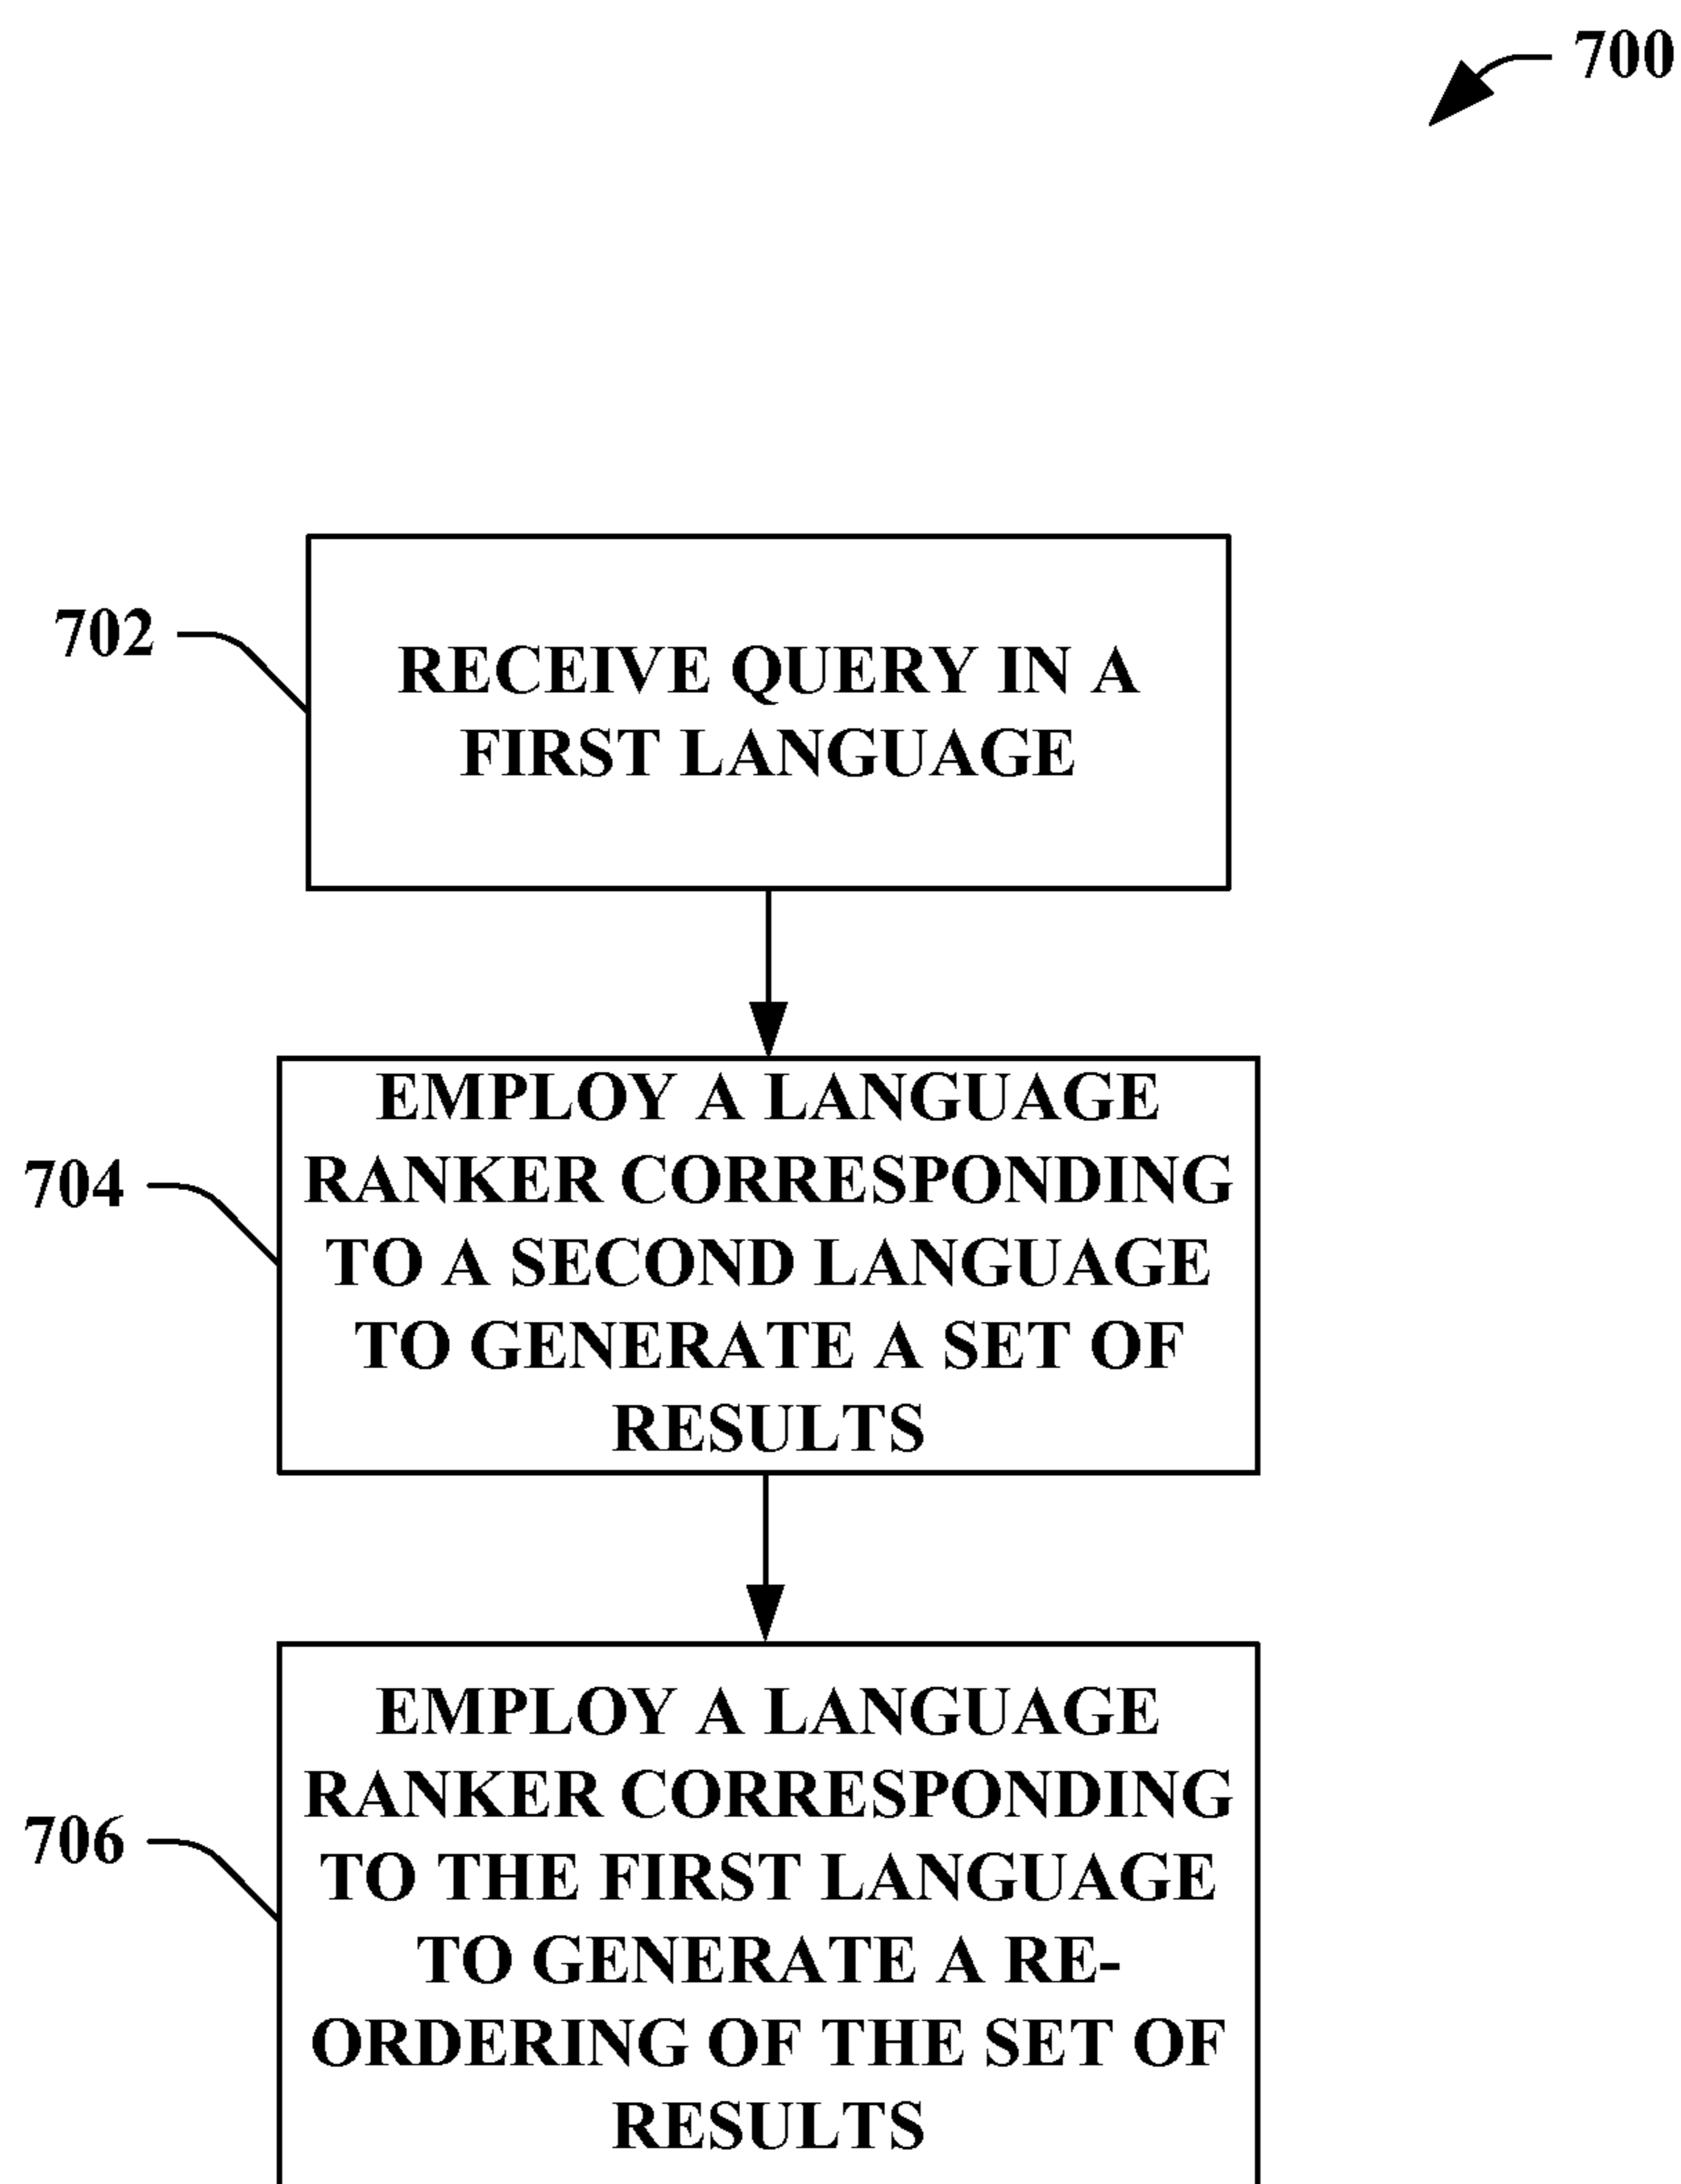 700
702
RECEIVE QUERY IN A
FIRST LANGUAGE
704
EMPLOY A LANGUAGE
RANKER CORRESPONDING
TO A SECOND LANGUAGE
TO GENERATE A SET OF
RESULTS
706
EMPLOY A LANGUAGE
RANKER CORRESPONDING
TO THE FIRST LANGUAGE
TO GENERATE A RE-
ORDERING OF THE SET OF
RESULTS